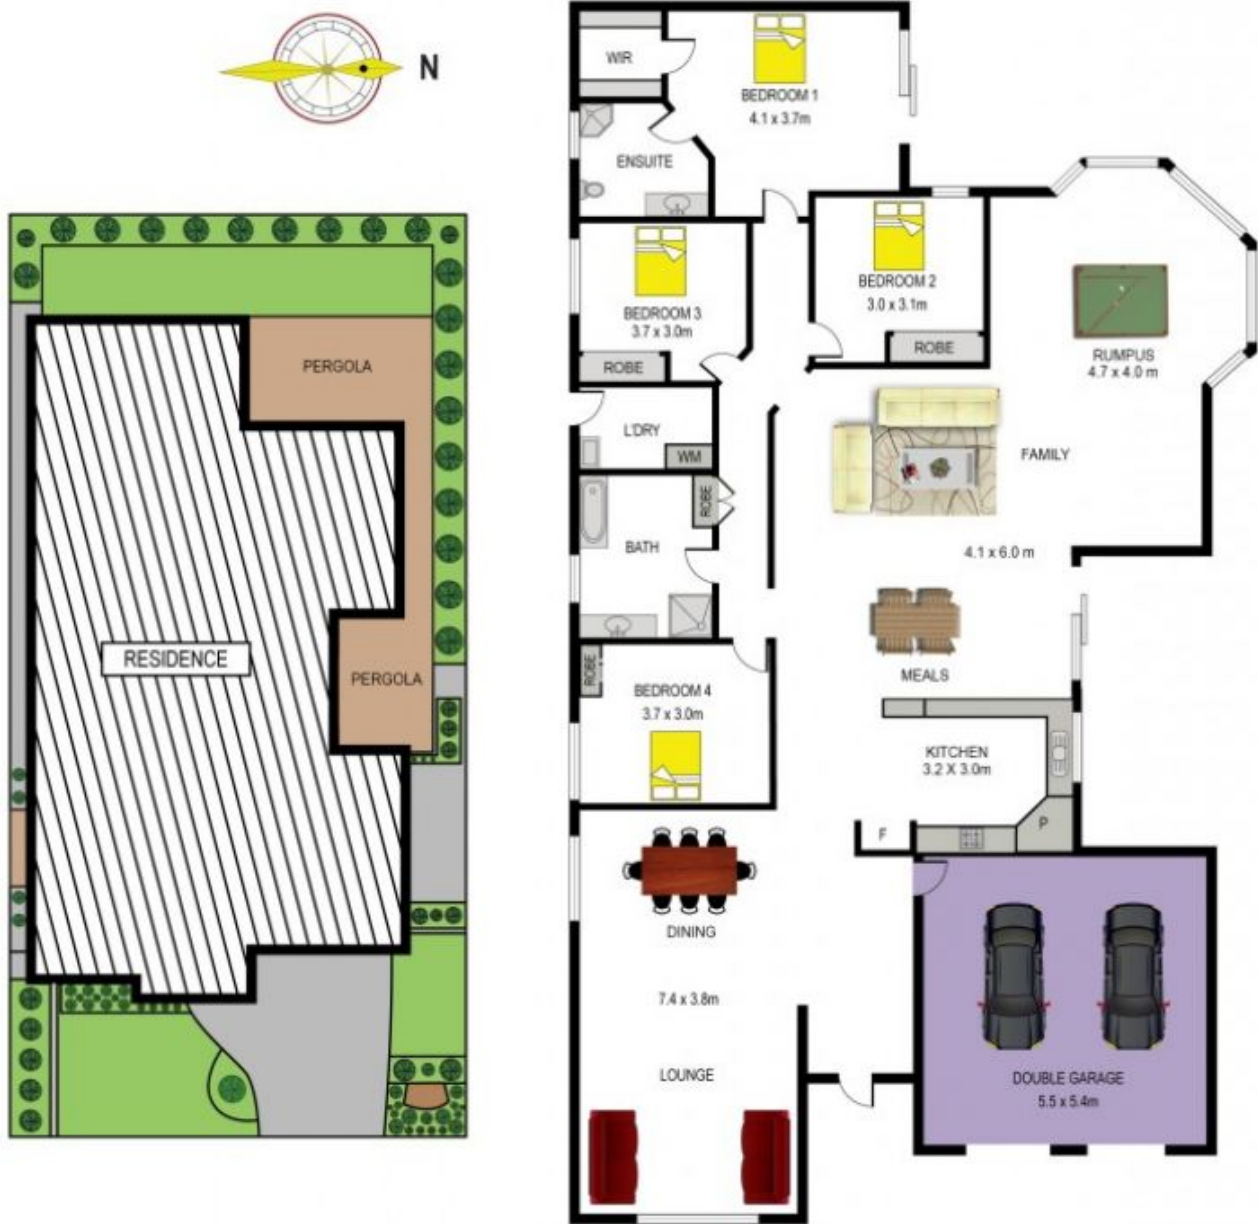 N
PERGOLA
RESIDENCE
PERGOLA
WIR
BEDROOM 1
4.1 x 3.7m
ENSUITE
BEDROOM 2
3.0 x 3.1m
ROBE
BEDROOM 3
3.7 x 3.0m
ROBE
RUMPUS
4.7 x 4.0 m
L'DRY
WM
FAMILY
ROBE
BATH
4.1 x 6.0 m
MEALS
ROBE
BEDROOM 4
3.7 x 3.0m
KITCHEN
3.2 X 3.0m
F
P
DINING
7.4 x 3.8m
LOUNGE
DOUBLE GARAGE
5.5 x 5.4m